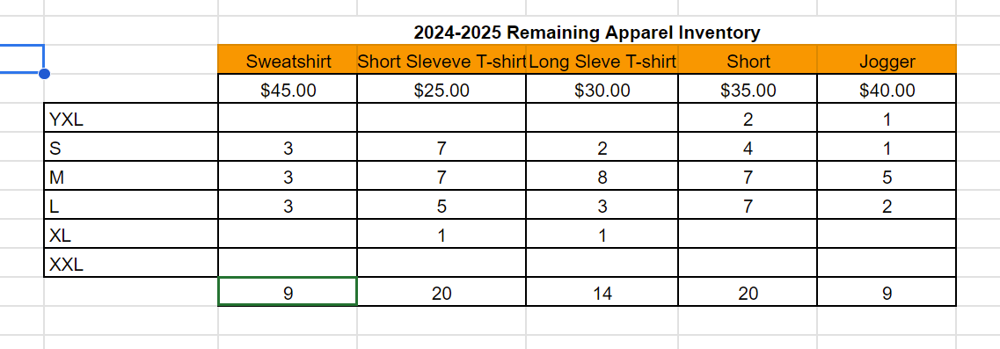 2024-2025 Remaining Apparel Inventory
Sweatshirt Short Sleveve T-shirt Long Sleve T-shirt Short Jogger
$45.00 $25.00 $30.00 $35.00 $40.00
YXL 2 1
S 3 7 2 4 1
M 3 7 8 7 5
L 3 5 3 7 2
XL 1 1
XXL
9 20 14 20 9